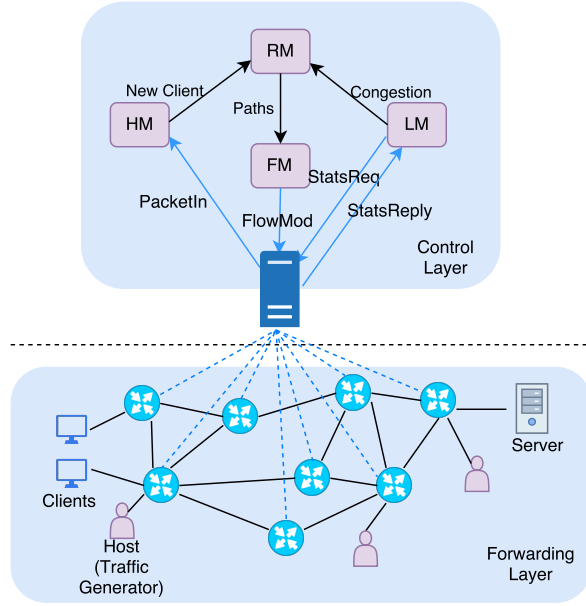 RM
New Client
Congestion
HM
Paths
LM
FM
StatsReq
PacketIn
StatsReply
FlowMod
Control
Layer
Server
Clients
Host
(Traffic
Generator)
Forwarding
Layer